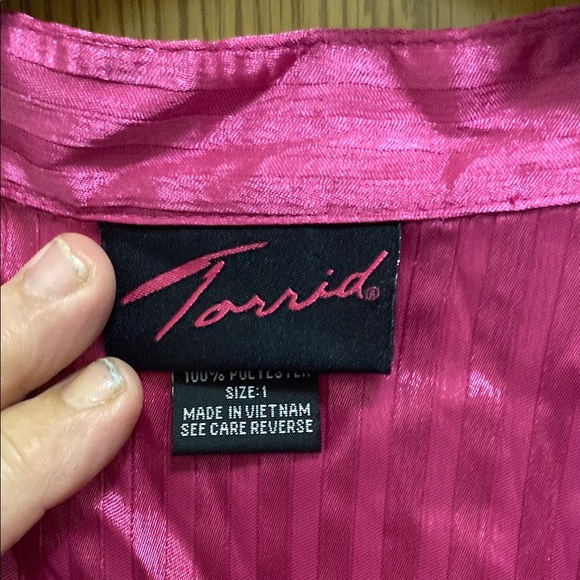 Torrid®
100% POLYESTER
SIZE:1
MADE IN VIETNAM
SEE CARE REVERSE